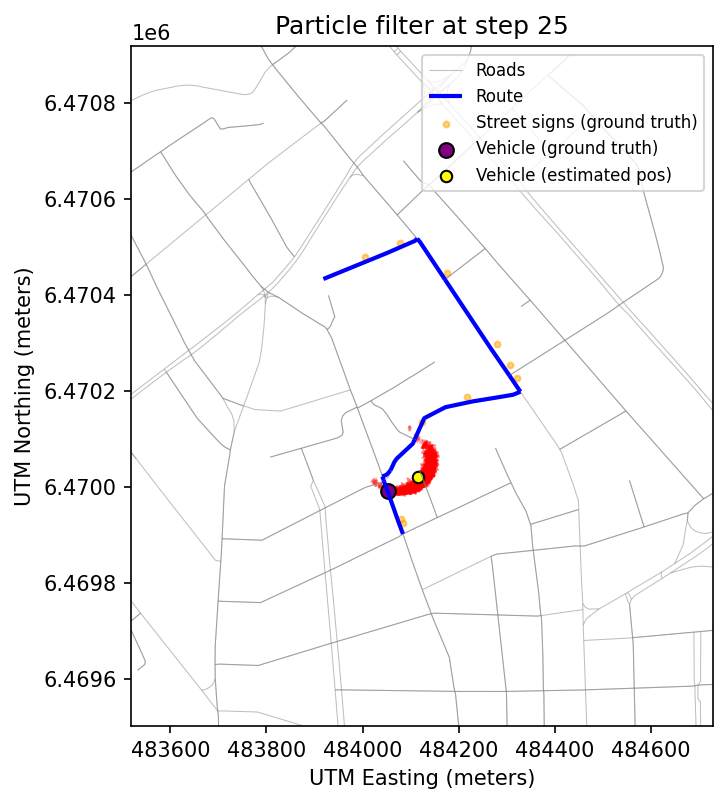 Particle filter at step 25
1e6
Roads
Route
Street signs (ground truth)
Vehicle (ground truth)
Vehicle (estimated pos)
6.4708
6.4706
6.4704
6.4702
6.4700
6.4698
6.4696
UTM Northing (meters)
483600 483800 484000 484200 484400 484600
UTM Easting (meters)